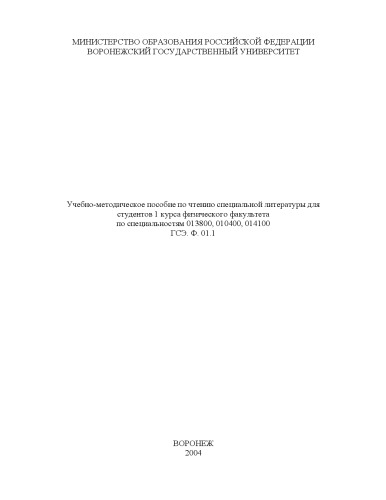 МИНИСТЕРСТВО ОБРАЗОВАНИЯ РОССИЙСКОЙ ФЕДЕРАЦИИ
ВОРОНЕЖСКИЙ ГОСУДАРСТВЕННЫЙ УНИВЕРСИТЕТ
Учебно-методическое пособие по чтению специальной литературы для
студентов 1 курса физического факультета
по специальностям 013800, 010400, 014100
ГСЭ. Ф. 01.1
ВОРОНЕЖ
2004